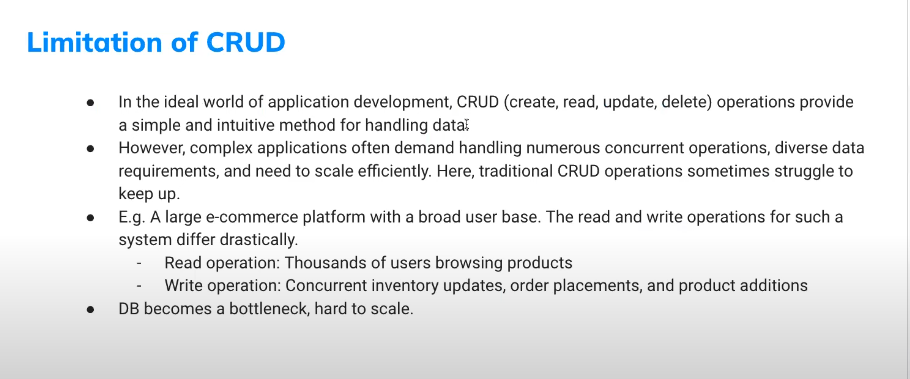 Limitation of CRUD
● In the ideal world of application development, CRUD (create, read, update, delete) operations provide
a simple and intuitive method for handling data.
● However, complex applications often demand handling numerous concurrent operations, diverse data
requirements, and need to scale efficiently. Here, traditional CRUD operations sometimes struggle to
keep up.
● E.g. A large e-commerce platform with a broad user base. The read and write operations for such a
system differ drastically.
- Read operation: Thousands of users browsing products
- Write operation: Concurrent inventory updates, order placements, and product additions
● DB becomes a bottleneck, hard to scale.